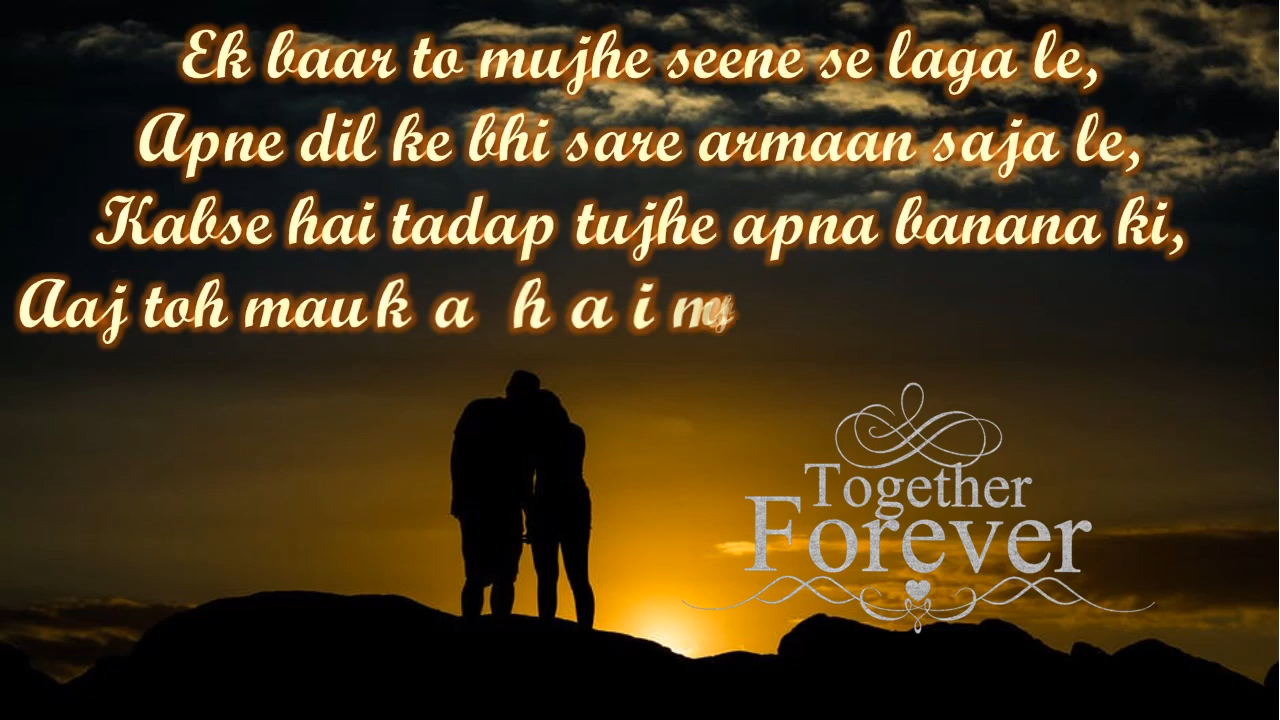 Ek baar to mujhe seene se laga le,
Apne dil ke bhi sare armaan saja le,
Kabse hai tadap tujhe apna banana ki,
Aaj toh mauka hai
Together
Forever